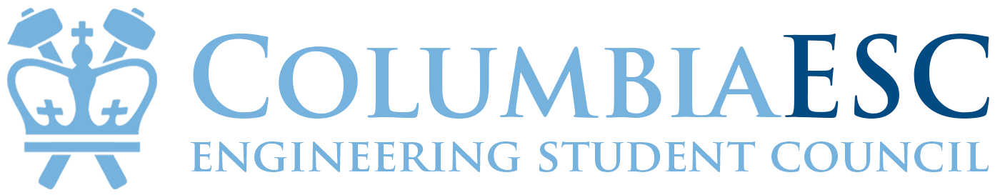 COLUMBIAESC
ENGINEERING STUDENT COUNCIL